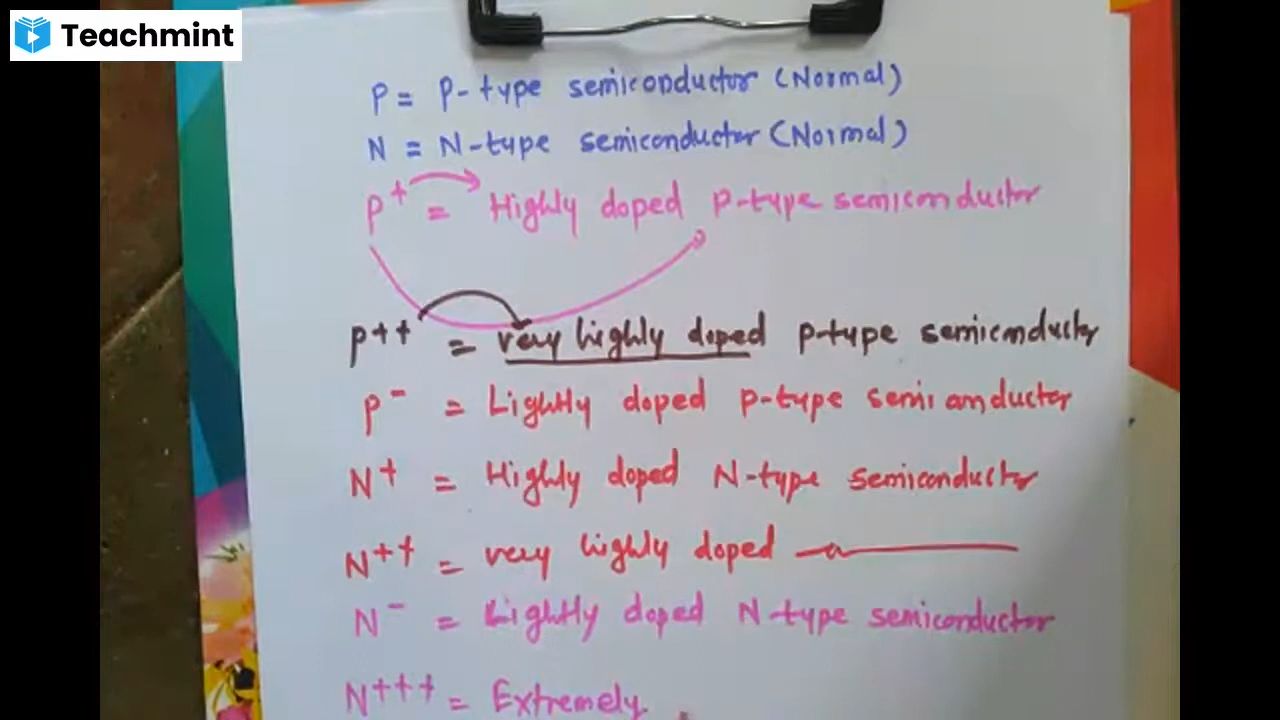 Teachmint
P = P-type semiconductor (Normal)
N = N-type semiconductor (Normal)
P+ = Highly doped P-type semiconductor
P++ = very highly doped p-type semiconductor
P- = Lightly doped p-type semiconductor
N+ = Highly doped N-type semiconductor
N++ = very highly doped
N- = Lightly doped N-type semiconductor
N+++ = Extremely